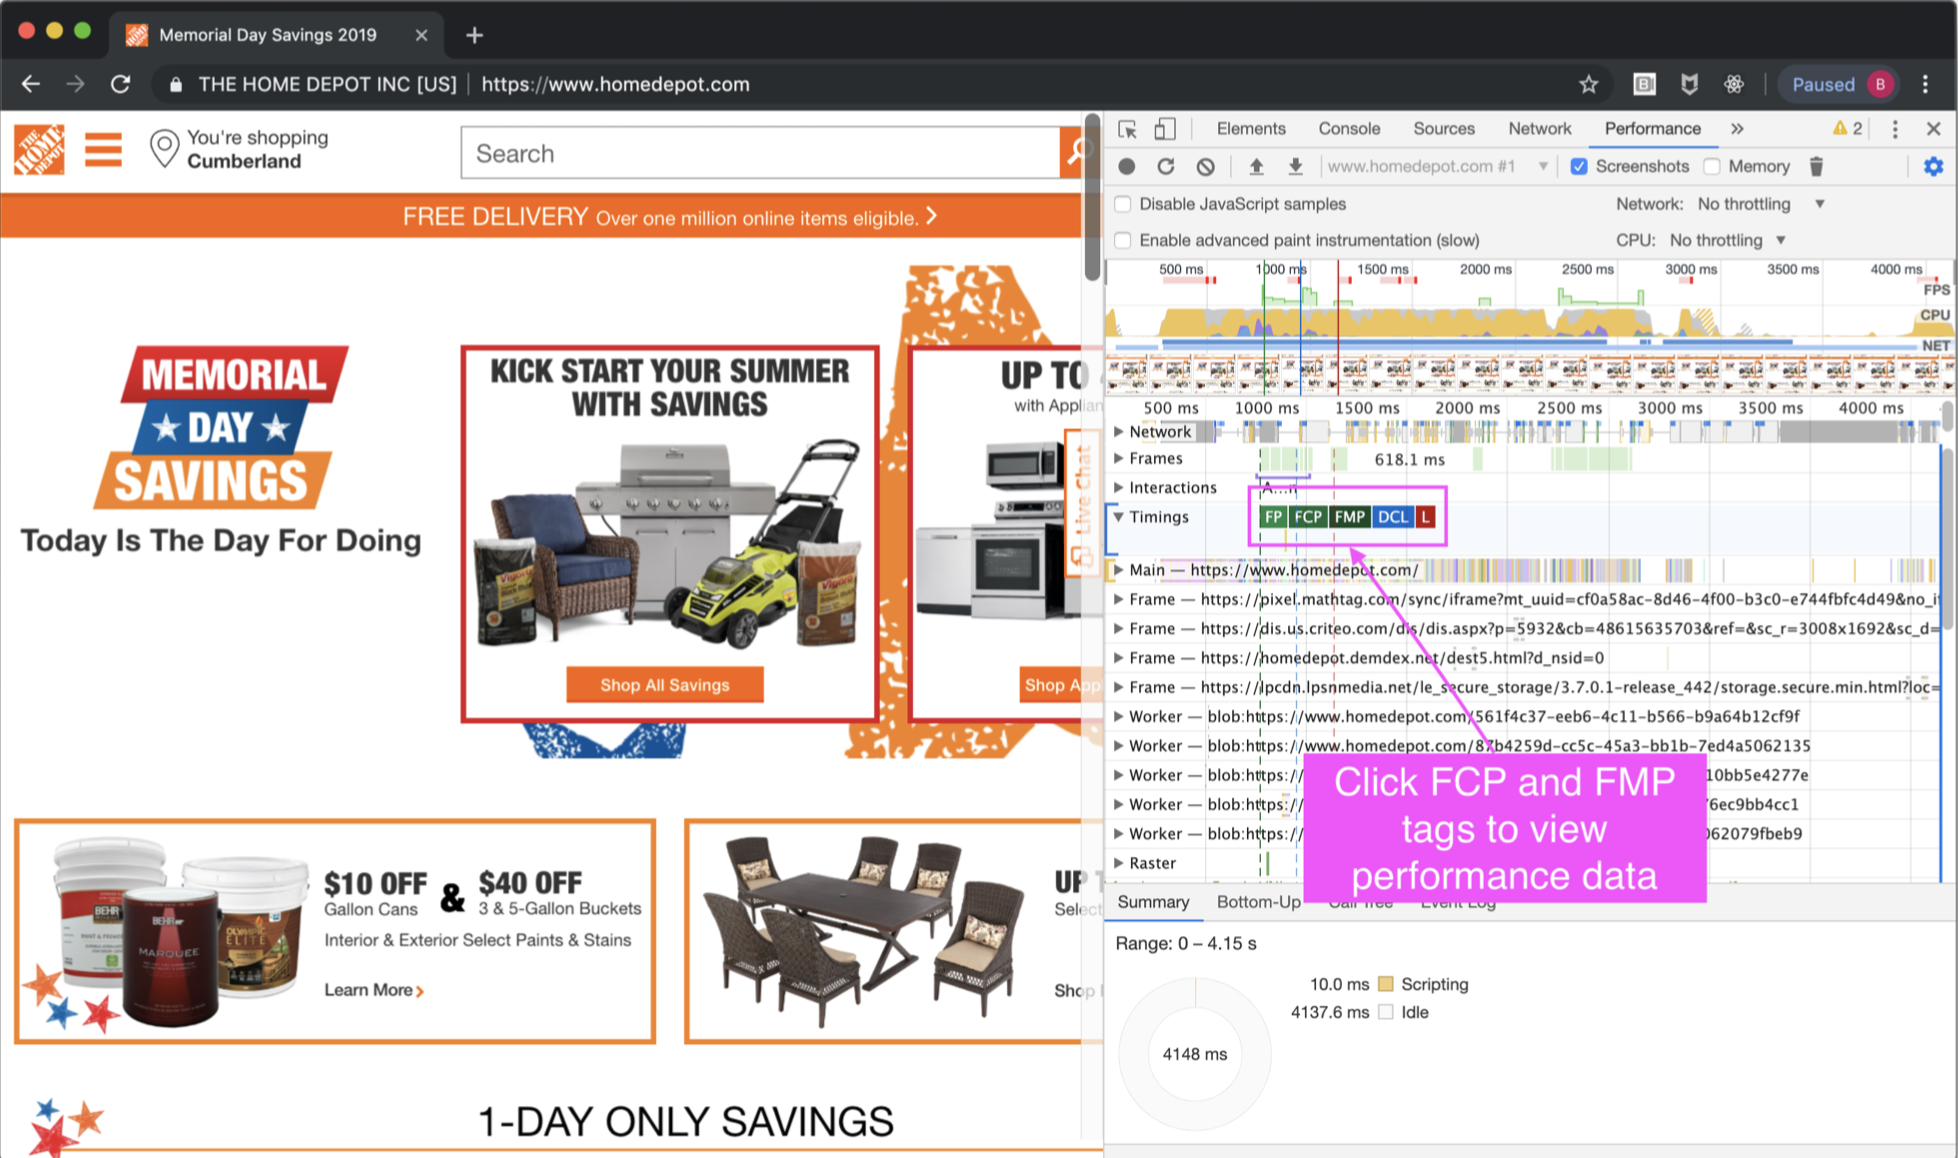 Memorial Day Savings 2019
THE HOME DEPOT INC [US] | https://www.homedepot.com
Paused B
THE HOME DEPOT
You're shopping
Cumberland
Search
FREE DELIVERY Over one million online items eligible.
MEMORIAL
DAY
SAVINGS
Today Is The Day For Doing
KICK START YOUR SUMMER
WITH SAVINGS
Vigoro
Vigoro
Shop All Savings
UP TO
with Applian
Live Chat
Shop App
BEHR
BEHR
MARQUEE
OLYMPIC
ELITE
$10 OFF
Gallon Cans
&
$40 OFF
3 & 5-Gallon Buckets
Interior & Exterior Select Paints & Stains
Learn More
UP T
Select
Shop
1-DAY ONLY SAVINGS
Elements Console Sources Network Performance 2
www.homedepot.com #1 Screenshots Memory
Disable JavaScript samples Network: No throttling
Enable advanced paint instrumentation (slow) CPU: No throttling
500 ms 1000 ms 1500 ms 2000 ms 2500 ms 3000 ms 3500 ms 4000 ms
FPS
CPU
NET
500 ms 1000 ms 1500 ms 2000 ms 2500 ms 3000 ms 3500 ms 4000 ms
Network
Frames 618.1 ms
Interactions A...n
Timings FP FCP FMP DCL L
Main — https://www.homedepot.com/
Frame — https://pixel.mathtag.com/sync/iframe?mt_uuid=cf0a58ac-8d46-4f00-b3c0-e744fbfc4d49&no_if
Frame — https://dis.us.criteo.com/dis/dis.aspx?p=5932&cb=48615635703&ref=&sc_r=3008x1692&sc_d=
Frame — https://homedepot.demdex.net/dest5.html?d_nsid=0
Frame — https://lpcdn.lpsnmedia.net/le_secure_storage/3.7.0.1-release_442/storage.secure.min.html?loc=
Worker — blob:https://www.homedepot.com/561f4c37-eeb6-4c11-b566-b9a64b12cf9f
Worker — blob:https://www.homedepot.com/87b4259d-cc5c-45a3-bb1b-7ed4a5062135
Worker — blob:https:// 10bb5e4277e
Worker — blob:https:// 6ec9bb4cc1
Worker — blob:https:// 062079fbeb9
Raster
Click FCP and FMP
tags to view
performance data
Summary Bottom-Up Call Tree Event Log
Range: 0 – 4.15 s
10.0 ms Scripting
4137.6 ms Idle
4148 ms